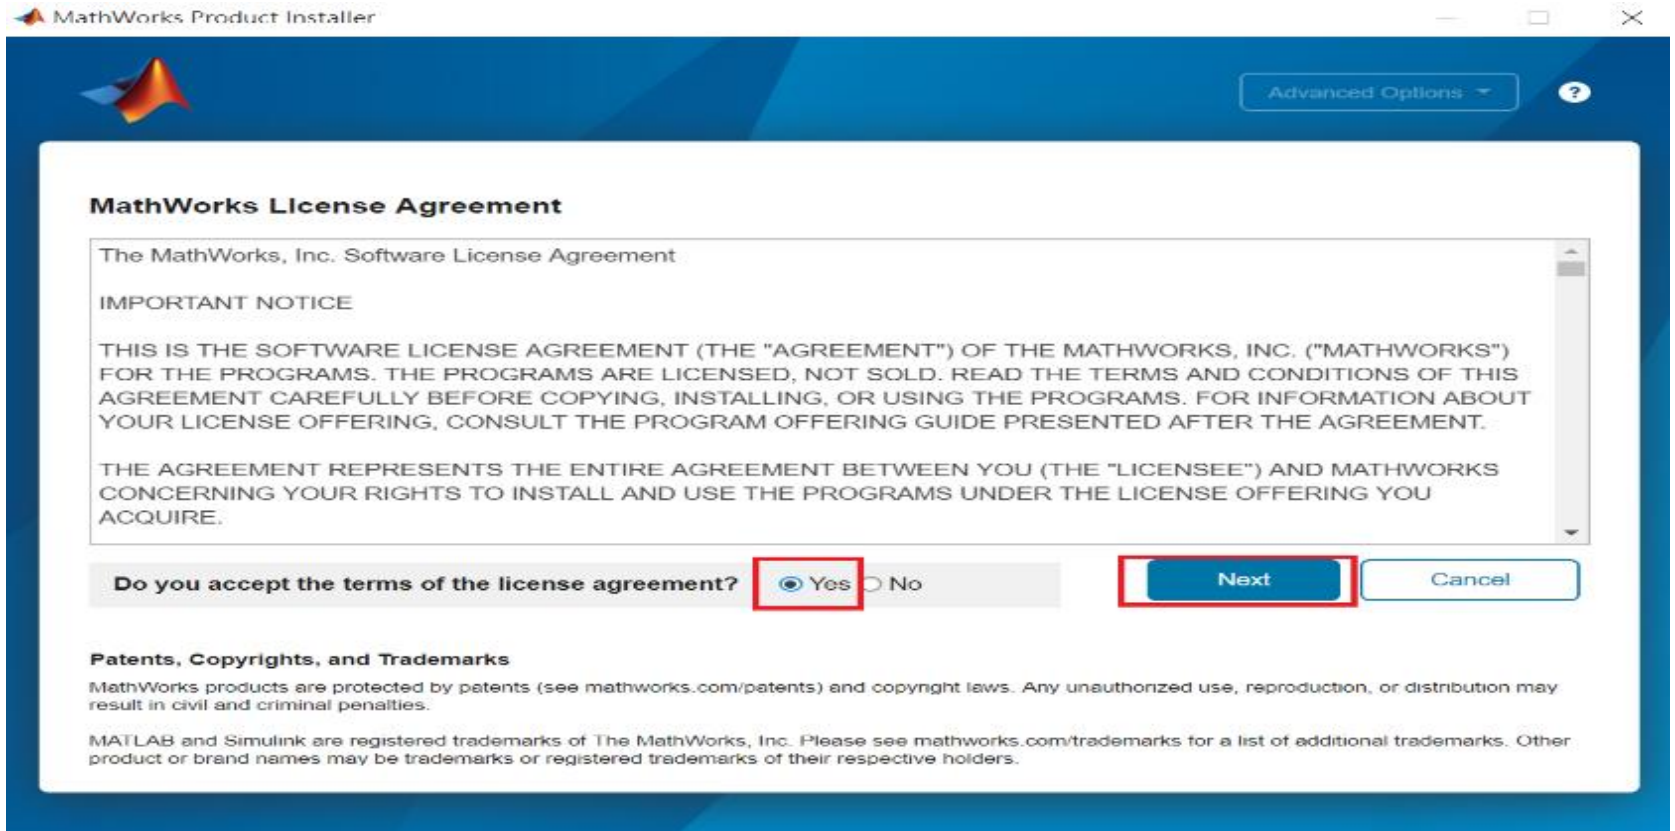 MathWorks Product Installer
Advanced Options
?
MathWorks License Agreement
The MathWorks, Inc. Software License Agreement
IMPORTANT NOTICE
THIS IS THE SOFTWARE LICENSE AGREEMENT (THE "AGREEMENT") OF THE MATHWORKS, INC. ("MATHWORKS")
FOR THE PROGRAMS. THE PROGRAMS ARE LICENSED, NOT SOLD. READ THE TERMS AND CONDITIONS OF THIS
AGREEMENT CAREFULLY BEFORE COPYING, INSTALLING, OR USING THE PROGRAMS. FOR INFORMATION ABOUT
YOUR LICENSE OFFERING, CONSULT THE PROGRAM OFFERING GUIDE PRESENTED AFTER THE AGREEMENT.
THE AGREEMENT REPRESENTS THE ENTIRE AGREEMENT BETWEEN YOU (THE "LICENSEE") AND MATHWORKS
CONCERNING YOUR RIGHTS TO INSTALL AND USE THE PROGRAMS UNDER THE LICENSE OFFERING YOU
ACQUIRE.
Do you accept the terms of the license agreement? Yes No
Next Cancel
Patents, Copyrights, and Trademarks
MathWorks products are protected by patents (see mathworks.com/patents) and copyright laws. Any unauthorized use, reproduction, or distribution may
result in civil and criminal penalties.
MATLAB and Simulink are registered trademarks of The MathWorks, Inc. Please see mathworks.com/trademarks for a list of additional trademarks. Other
product or brand names may be trademarks or registered trademarks of their respective holders.